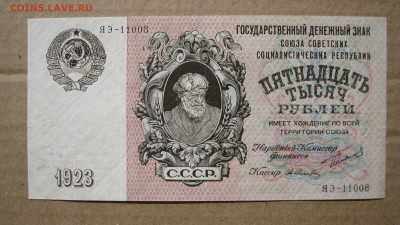 COINS.LAVE.RU
ЯЭ-11008
ГОСУДАРСТВЕННЫЙ ДЕНЕЖНЫЙ ЗНАК
СОЮЗА СОВЕТСКИХ
СОЦИАЛИСТИЧЕСКИХ РЕСПУБЛИК
ПЯТНАДЦАТЬ
ТЫСЯЧ
РУБЛЕЙ
ИМЕЕТ ХОЖДЕНИЕ ПО ВСЕЙ
ТЕРРИТОРИИ СОЮЗА
Народный Комиссар
финансов
Кассир
1923
С.С.С.Р.
ЯЭ-11008